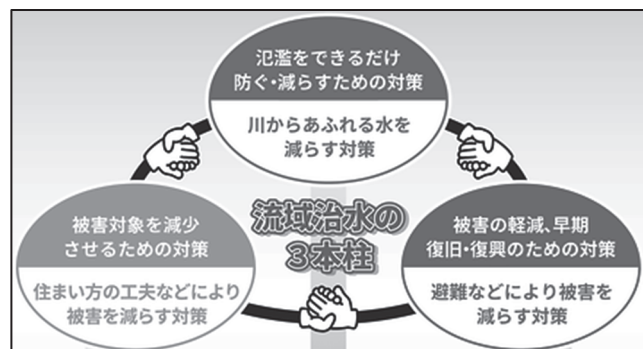 氾濫をできるだけ
防ぐ・減らすための対策
川からあふれる水を
減らす対策
流域治水の
3本柱
被害対象を減少
させるための対策
住まい方の工夫などにより
被害を減らす対策
被害の軽減、早期
復旧・復興のための対策
避難などにより被害を
減らす対策